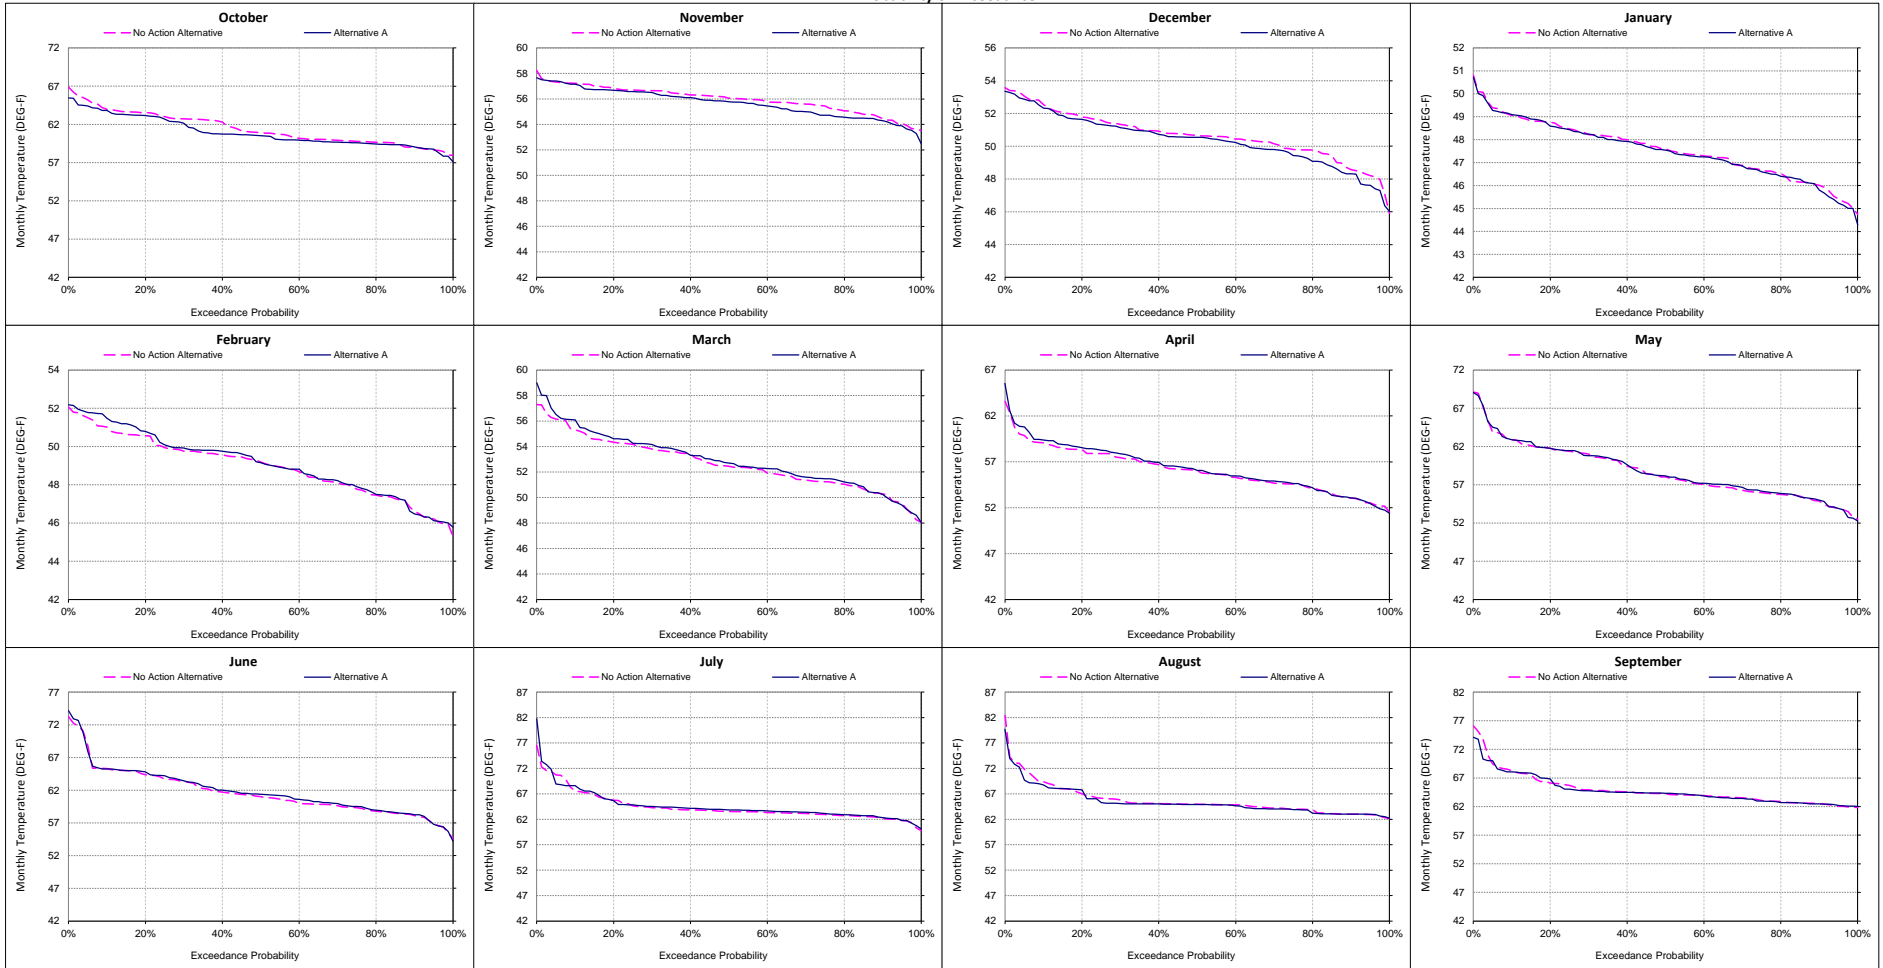 October
No Action Alternative Alternative A
Monthly Temperature (DEG-F)
72
67
62
57
52
47
42
0% 20% 40% 60% 80% 100%
Exceedance Probability
November
No Action Alternative Alternative A
Monthly Temperature (DEG-F)
60
58
56
54
52
50
48
46
44
42
0% 20% 40% 60% 80% 100%
Exceedance Probability
December
No Action Alternative Alternative A
Monthly Temperature (DEG-F)
56
54
52
50
48
46
44
42
0% 20% 40% 60% 80% 100%
Exceedance Probability
January
No Action Alternative Alternative A
Monthly Temperature (DEG-F)
52
51
50
49
48
47
46
45
44
43
42
0% 20% 40% 60% 80% 100%
Exceedance Probability
February
No Action Alternative Alternative A
Monthly Temperature (DEG-F)
54
52
50
48
46
44
42
0% 20% 40% 60% 80% 100%
Exceedance Probability
March
No Action Alternative Alternative A
Monthly Temperature (DEG-F)
60
58
56
54
52
50
48
46
44
42
0% 20% 40% 60% 80% 100%
Exceedance Probability
April
No Action Alternative Alternative A
Monthly Temperature (DEG-F)
67
62
57
52
47
42
0% 20% 40% 60% 80% 100%
Exceedance Probability
May
No Action Alternative Alternative A
Monthly Temperature (DEG-F)
72
67
62
57
52
47
42
0% 20% 40% 60% 80% 100%
Exceedance Probability
June
No Action Alternative Alternative A
Monthly Temperature (DEG-F)
77
72
67
62
57
52
47
42
0% 20% 40% 60% 80% 100%
Exceedance Probability
July
No Action Alternative Alternative A
Monthly Temperature (DEG-F)
87
82
77
72
67
62
57
52
47
42
0% 20% 40% 60% 80% 100%
Exceedance Probability
August
No Action Alternative Alternative A
Monthly Temperature (DEG-F)
87
82
77
72
67
62
57
52
47
42
0% 20% 40% 60% 80% 100%
Exceedance Probability
September
No Action Alternative Alternative A
Monthly Temperature (DEG-F)
82
77
72
67
62
57
52
47
42
0% 20% 40% 60% 80% 100%
Exceedance Probability